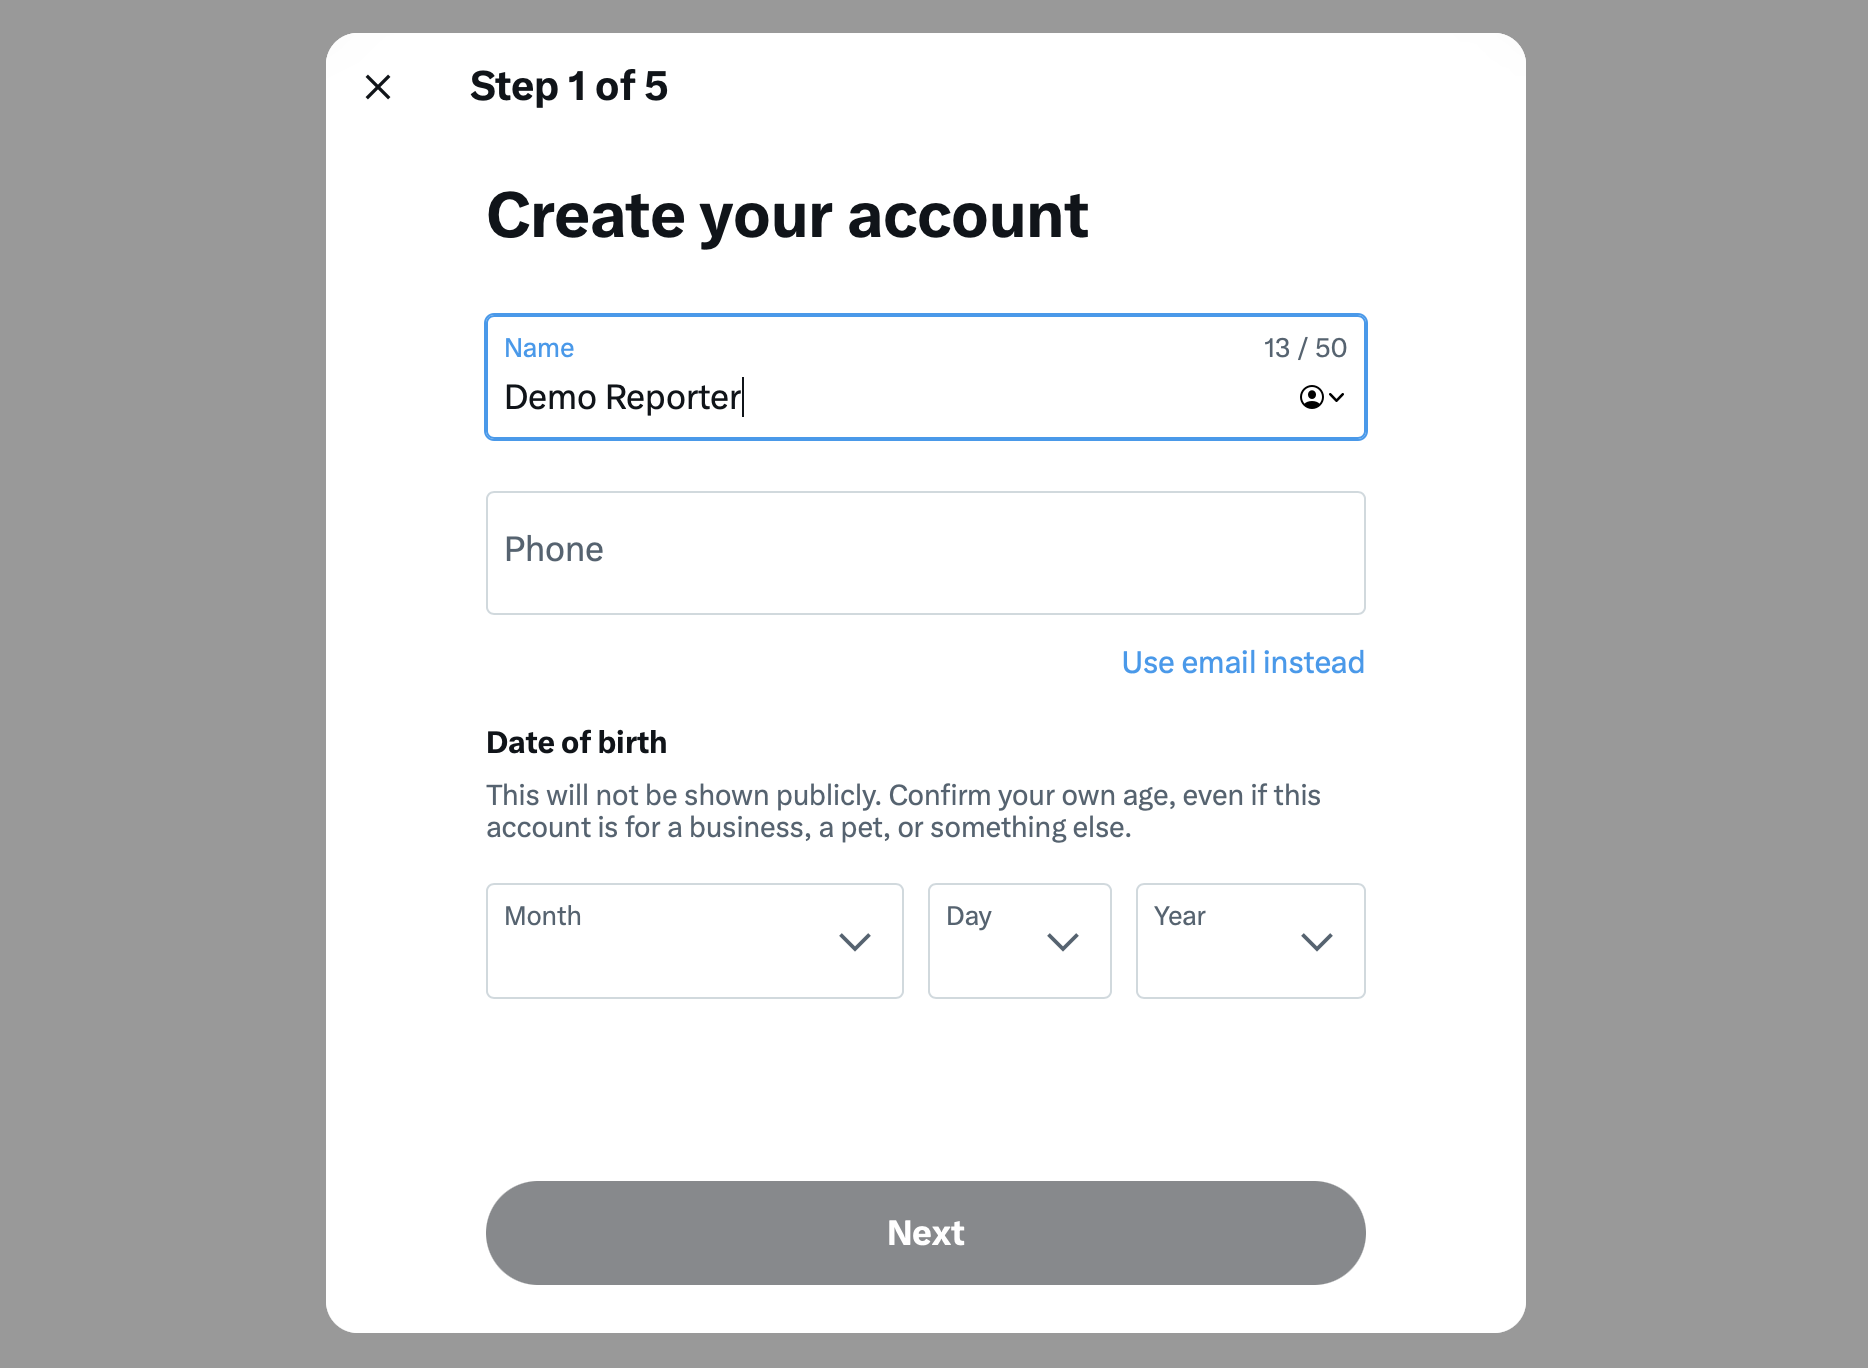 Step 1 of 5
Create your account
Name
13 / 50
Demo Reporter
Phone
Use email instead
Date of birth
This will not be shown publicly. Confirm your own age, even if this
account is for a business, a pet, or something else.
Month
Day
Year
Next